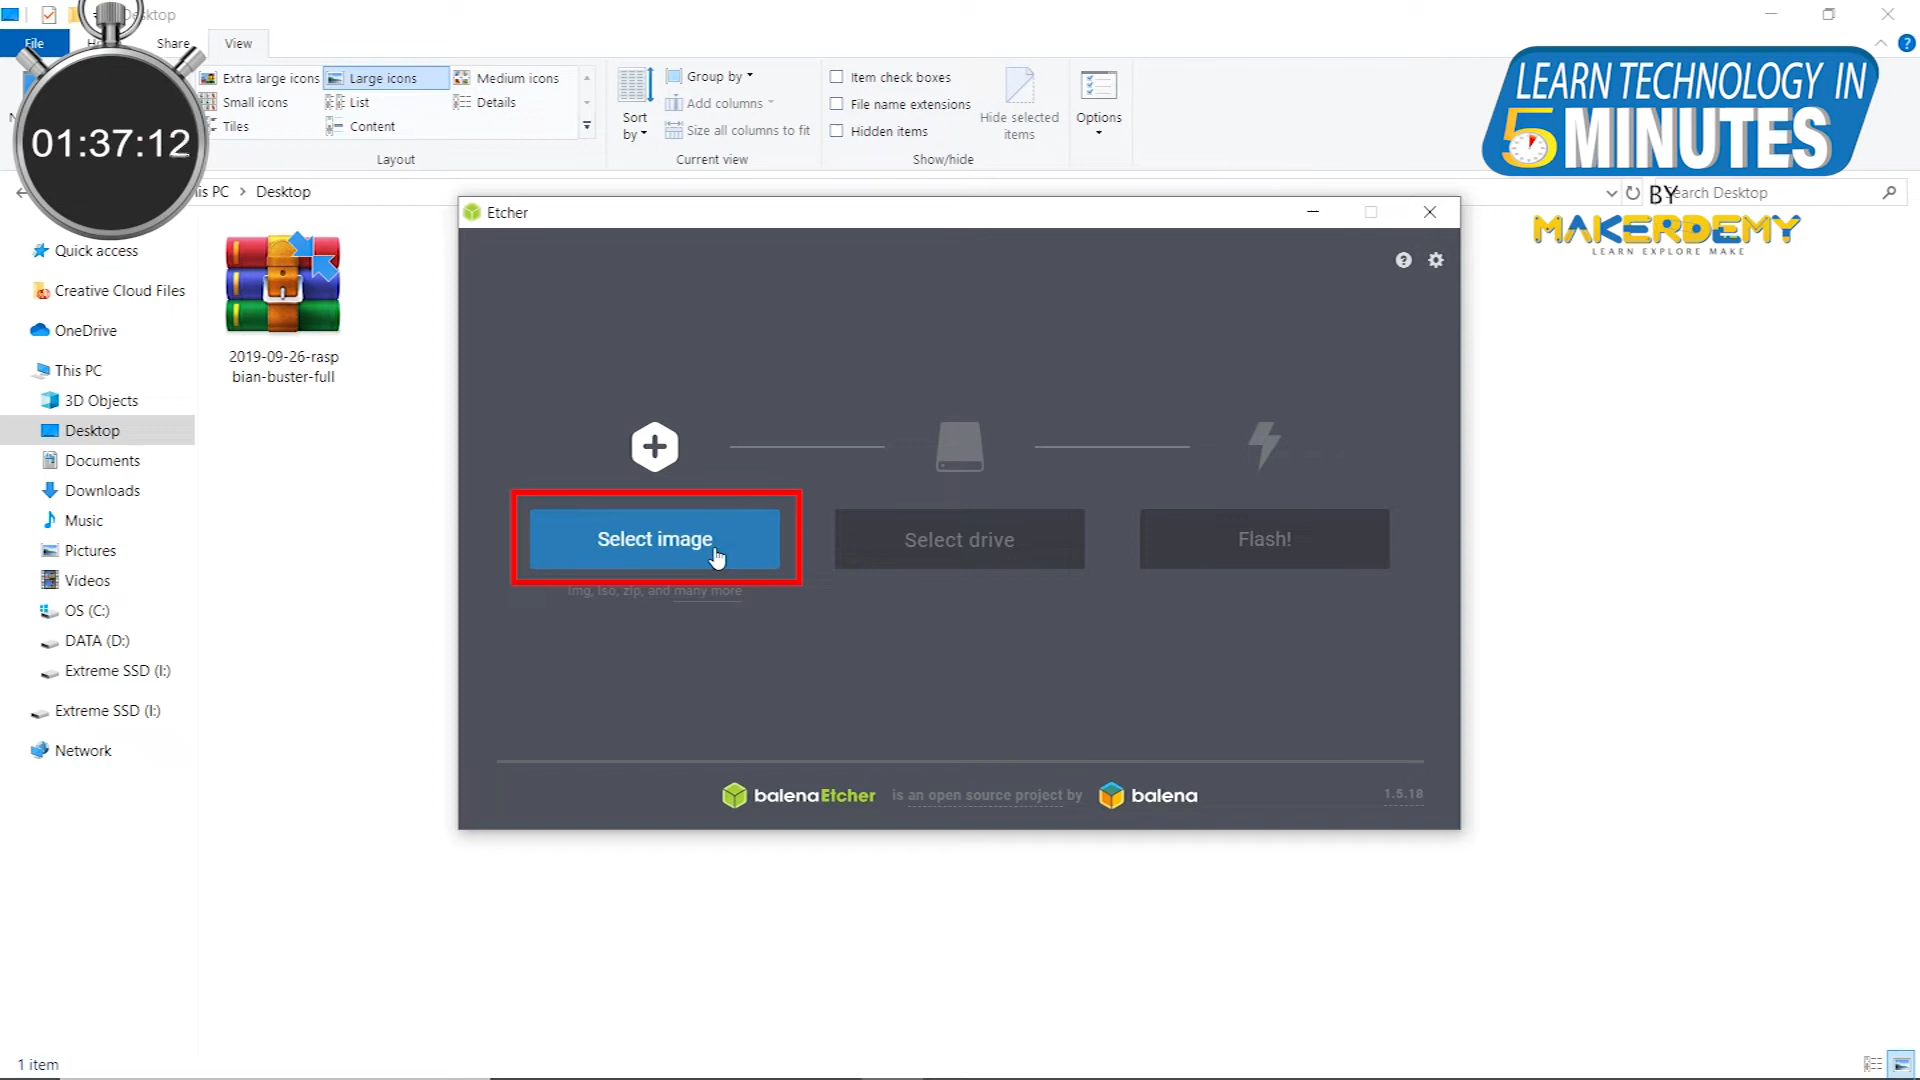 Desktop
File
Share
View
Extra large icons
Large icons
Medium icons
Small icons
List
Details
Tiles
Content
Layout
Sort by
Group by
Add columns
Size all columns to fit
Current view
Item check boxes
File name extensions
Hidden items
Hide selected items
Show/hide
Options
01:37:12
LEARN TECHNOLOGY IN
5 MINUTES
BY
MAKERDEMY
LEARN EXPLORE MAKE
Desktop
Search Desktop
Quick access
Creative Cloud Files
OneDrive
This PC
3D Objects
Desktop
Documents
Downloads
Music
Pictures
Videos
OS (C:)
DATA (D:)
Extreme SSD (I:)
Extreme SSD (I:)
Network
2019-09-26-rasp
bian-buster-full
Etcher
Select image
Select drive
Flash!
img, iso, zip, and many more
balenaEtcher is an open source project by balena
1.5.18
1 item